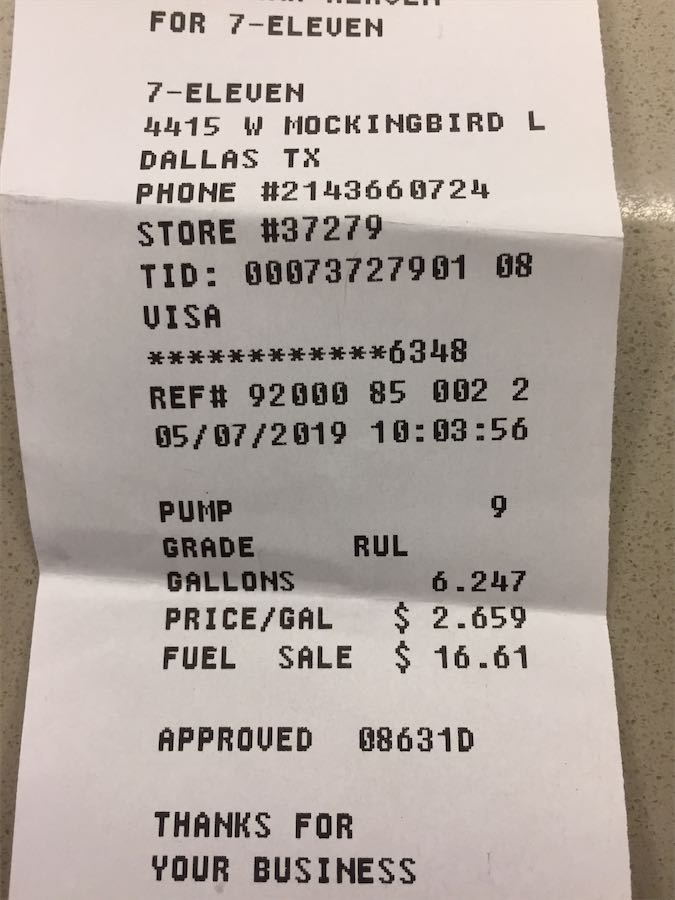 FOR 7-ELEVEN
7-ELEVEN
4415 W MOCKINGBIRD L
DALLAS TX
PHONE #2143660724
STORE #37279
TID: 00073727901 08
VISA
************6348
REF# 92000 85 002 2
05/07/2019 10:03:56
PUMP 9
GRADE RUL
GALLONS 6.247
PRICE/GAL $ 2.659
FUEL SALE $ 16.61
APPROVED 08631D
THANKS FOR
YOUR BUSINESS